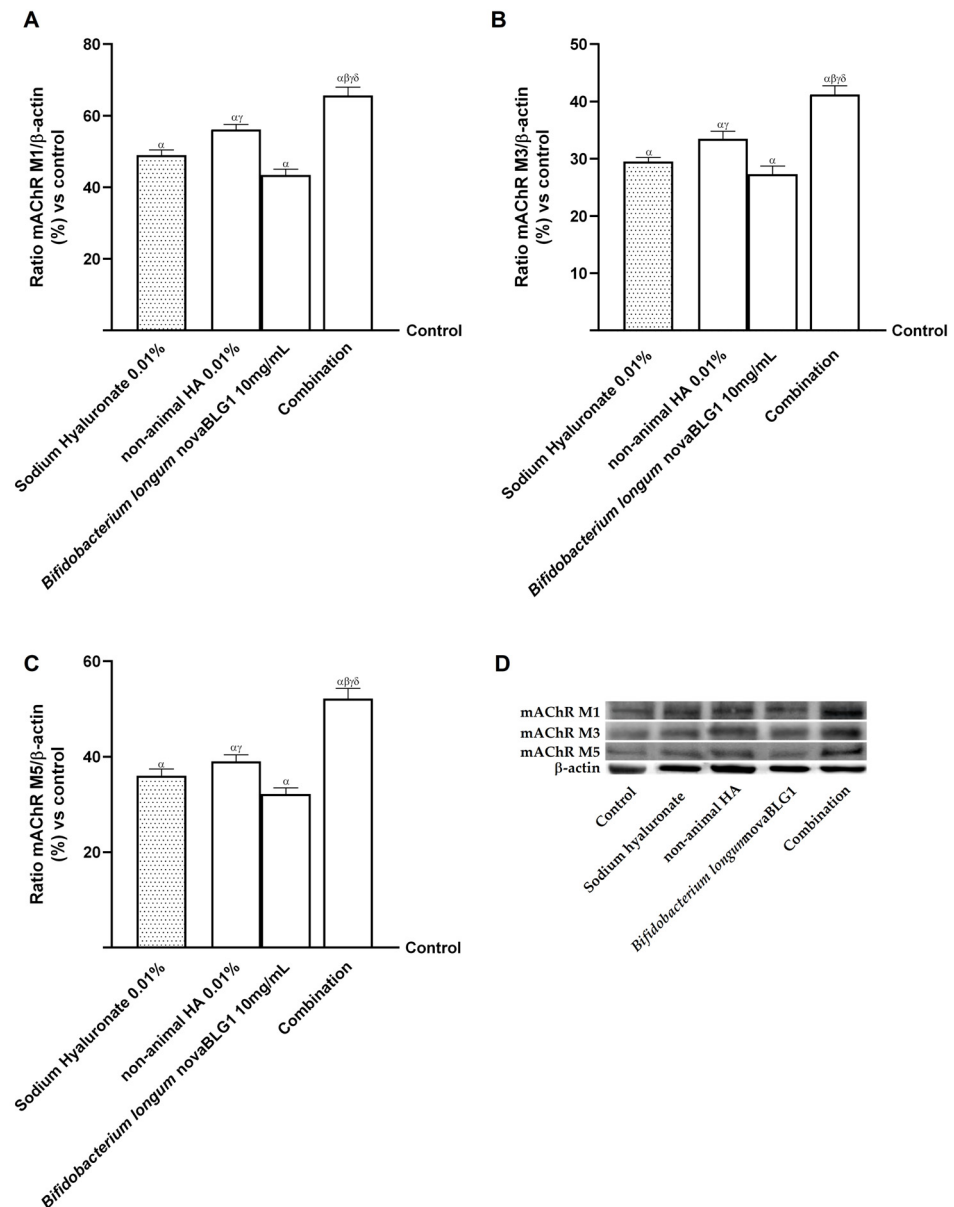 A
Ratio mAChR M1/β-actin
(%) vs control
80
60
40
20
α
αγ
α
αβγδ
Control
Sodium Hyaluronate 0.01%
non-animal HA 0.01%
Bifidobacterium longum novaBLG1 10mg/mL
Combination
B
Ratio mAChR M3/β-actin
(%) vs control
50
40
30
20
10
α
αγ
α
αβγδ
Control
Sodium Hyaluronate 0.01%
non-animal HA 0.01%
Bifidobacterium longum novaBLG1 10mg/mL
Combination
C
Ratio mAChR M5/β-actin
(%) vs control
60
40
20
α
αγ
α
αβγδ
Control
Sodium Hyaluronate 0.01%
non-animal HA 0.01%
Bifidobacterium longum novaBLG1 10mg/mL
Combination
D
mAChR M1
mAChR M3
mAChR M5
β-actin
Control
Sodium hyaluronate
non-animal HA
Bifidobacterium longumnovaBLG1
Combination